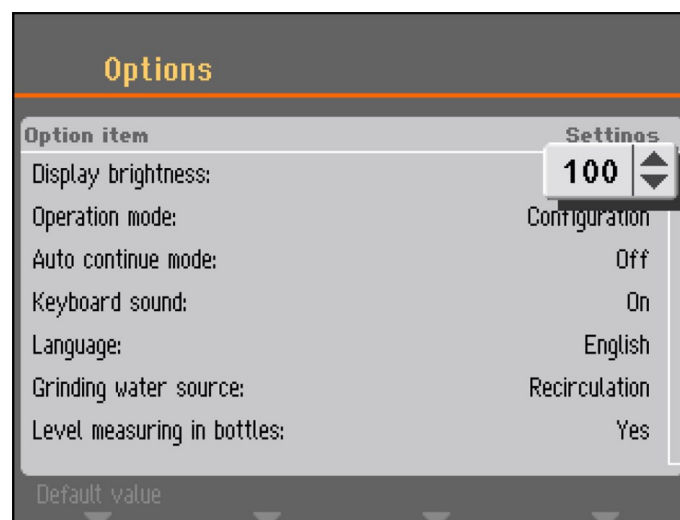 Options
Option item Settings
Display brightness: 100
Operation mode: Configuration
Auto continue mode: Off
Keyboard sound: On
Language: English
Grinding water source: Recirculation
Level measuring in bottles: Yes
Default value